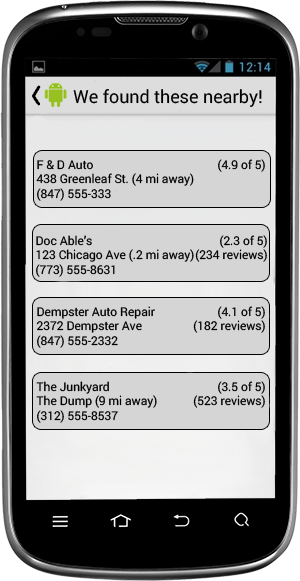 12:14
We found these nearby!
F & D Auto (4.9 of 5)
438 Greenleaf St. (4 mi away)
(847) 555-333
Doc Able's (2.3 of 5)
123 Chicago Ave (.2 mi away)(234 reviews)
(773) 555-8631
Dempster Auto Repair (4.1 of 5)
2372 Dempster Ave (182 reviews)
(847) 555-2332
The Junkyard (3.5 of 5)
The Dump (9 mi away) (523 reviews)
(312) 555-8537